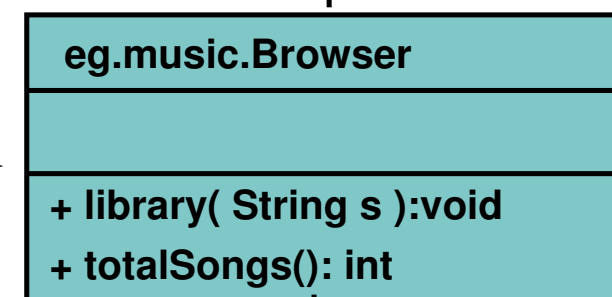 eg.music.Browser
+ library( String s ):void
+ totalSongs(): int